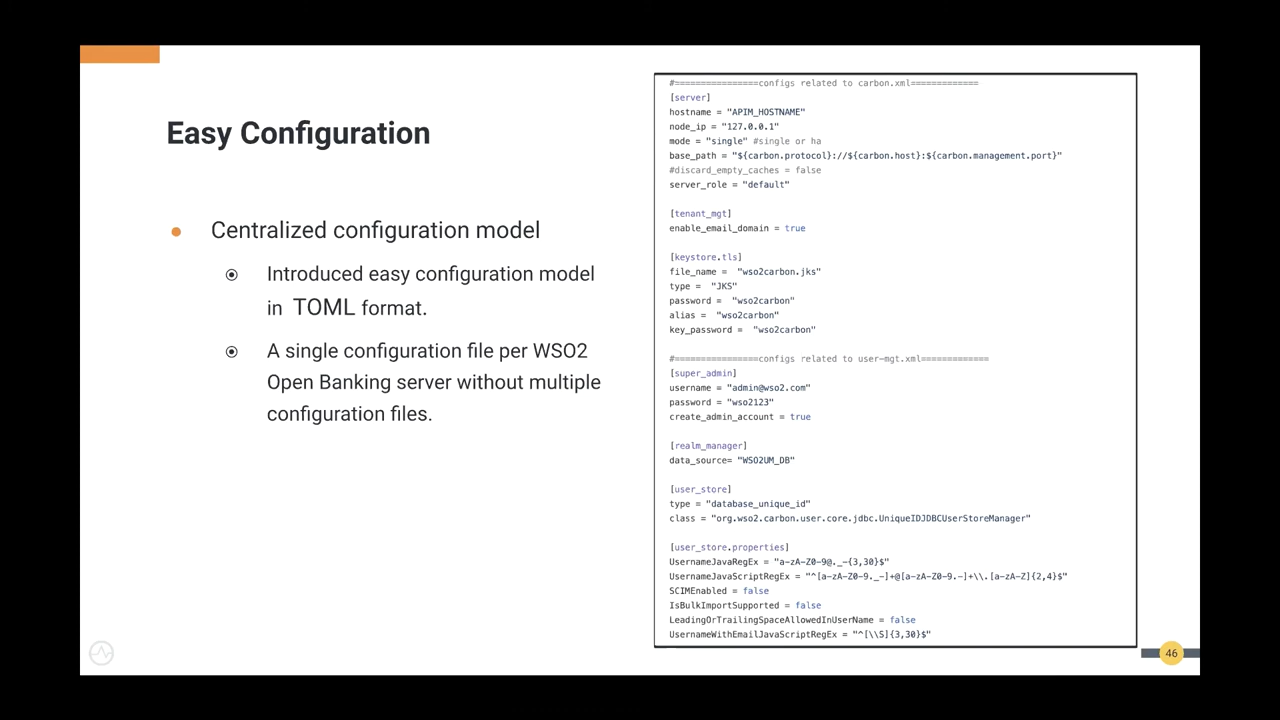 Easy Configuration
Centralized configuration model
Introduced easy configuration model
in TOML format.
A single configuration file per WSO2
Open Banking server without multiple
configuration files.
#================configs related to carbon.xml=============
[server]
hostname = "APIM_HOSTNAME"
node_ip = "127.0.0.1"
mode = "single" #single or ha
base_path = "${carbon.protocol}://${carbon.host}:${carbon.management.port}"
#discard_empty_caches = false
server_role = "default"
[tenant_mgt]
enable_email_domain = true
[keystore.tls]
file_name =  "wso2carbon.jks"
type =  "JKS"
password =  "wso2carbon"
alias =  "wso2carbon"
key_password =  "wso2carbon"
#================configs related to user-mgt.xml=============
[super_admin]
username = "admin@wso2.com"
password = "wso2123"
create_admin_account = true
[realm_manager]
data_source= "WSO2UM_DB"
[user_store]
type = "database_unique_id"
class = "org.wso2.carbon.user.core.jdbc.UniqueIDJDBCUserStoreManager"
[user_store.properties]
UsernameJavaRegEx = "a-zA-Z0-9@._-{3,30}$"
UsernameJavaScriptRegEx = "^[a-zA-Z0-9._-]+@[a-zA-Z0-9.-]+\\.[a-zA-Z]{2,4}$"
SCIMEnabled = false
IsBulkImportSupported = false
LeadingOrTrailingSpaceAllowedInUserName = false
UsernameWithEmailJavaScriptRegEx = "^[\\S]{3,30}$"
46